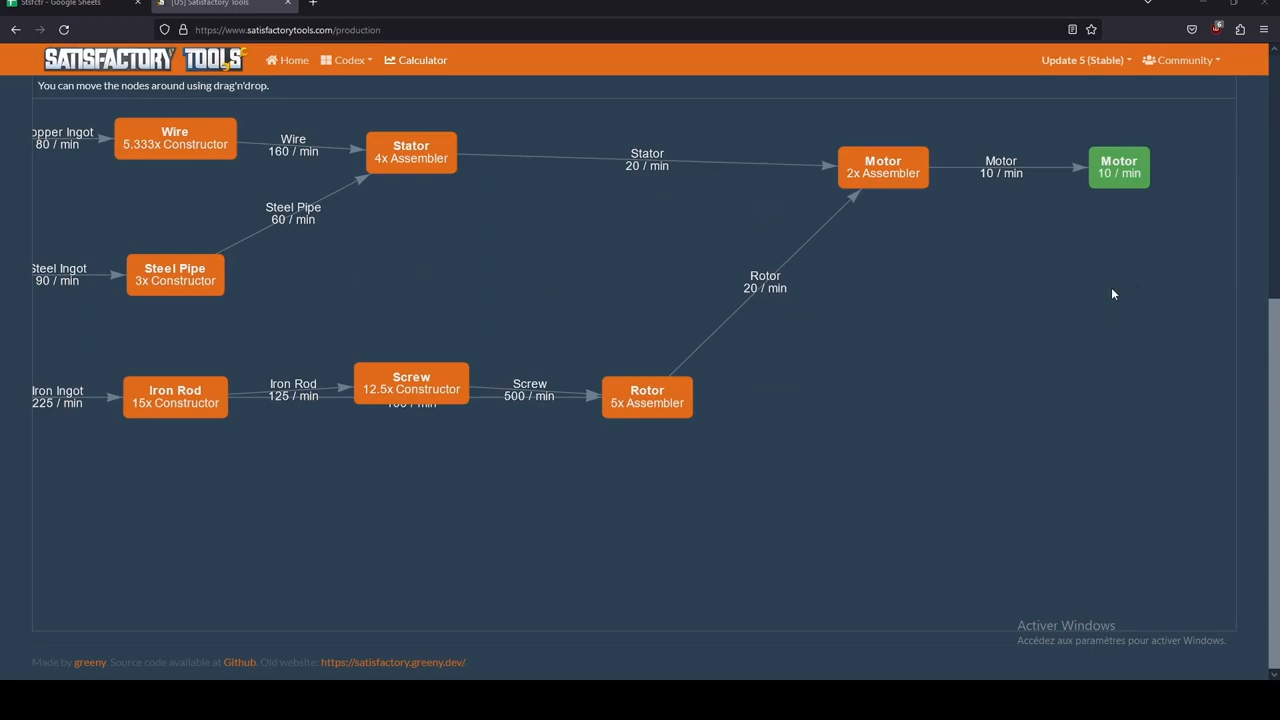 Stsfctr - Google Sheets
[U5] Satisfactory Tools
https://www.satisfactorytools.com/production
6
SATISFACTORY TOOLS
Home
Codex
Calculator
Update 5 (Stable)
Community
You can move the nodes around using drag'n'drop.
opper Ingot
80 / min
Wire
5.333x Constructor
Wire
160 / min
Stator
4x Assembler
Stator
20 / min
Motor
2x Assembler
Motor
10 / min
Motor
10 / min
Steel Pipe
60 / min
Steel Ingot
90 / min
Steel Pipe
3x Constructor
Rotor
20 / min
Iron Ingot
225 / min
Iron Rod
15x Constructor
Iron Rod
125 / min
Screw
12.5x Constructor
Screw
500 / min
Rotor
5x Assembler
Activer Windows
Accédez aux paramètres pour activer Windows.
Made by greeny. Source code available at Github. Old website: https://satisfactory.greeny.dev/.